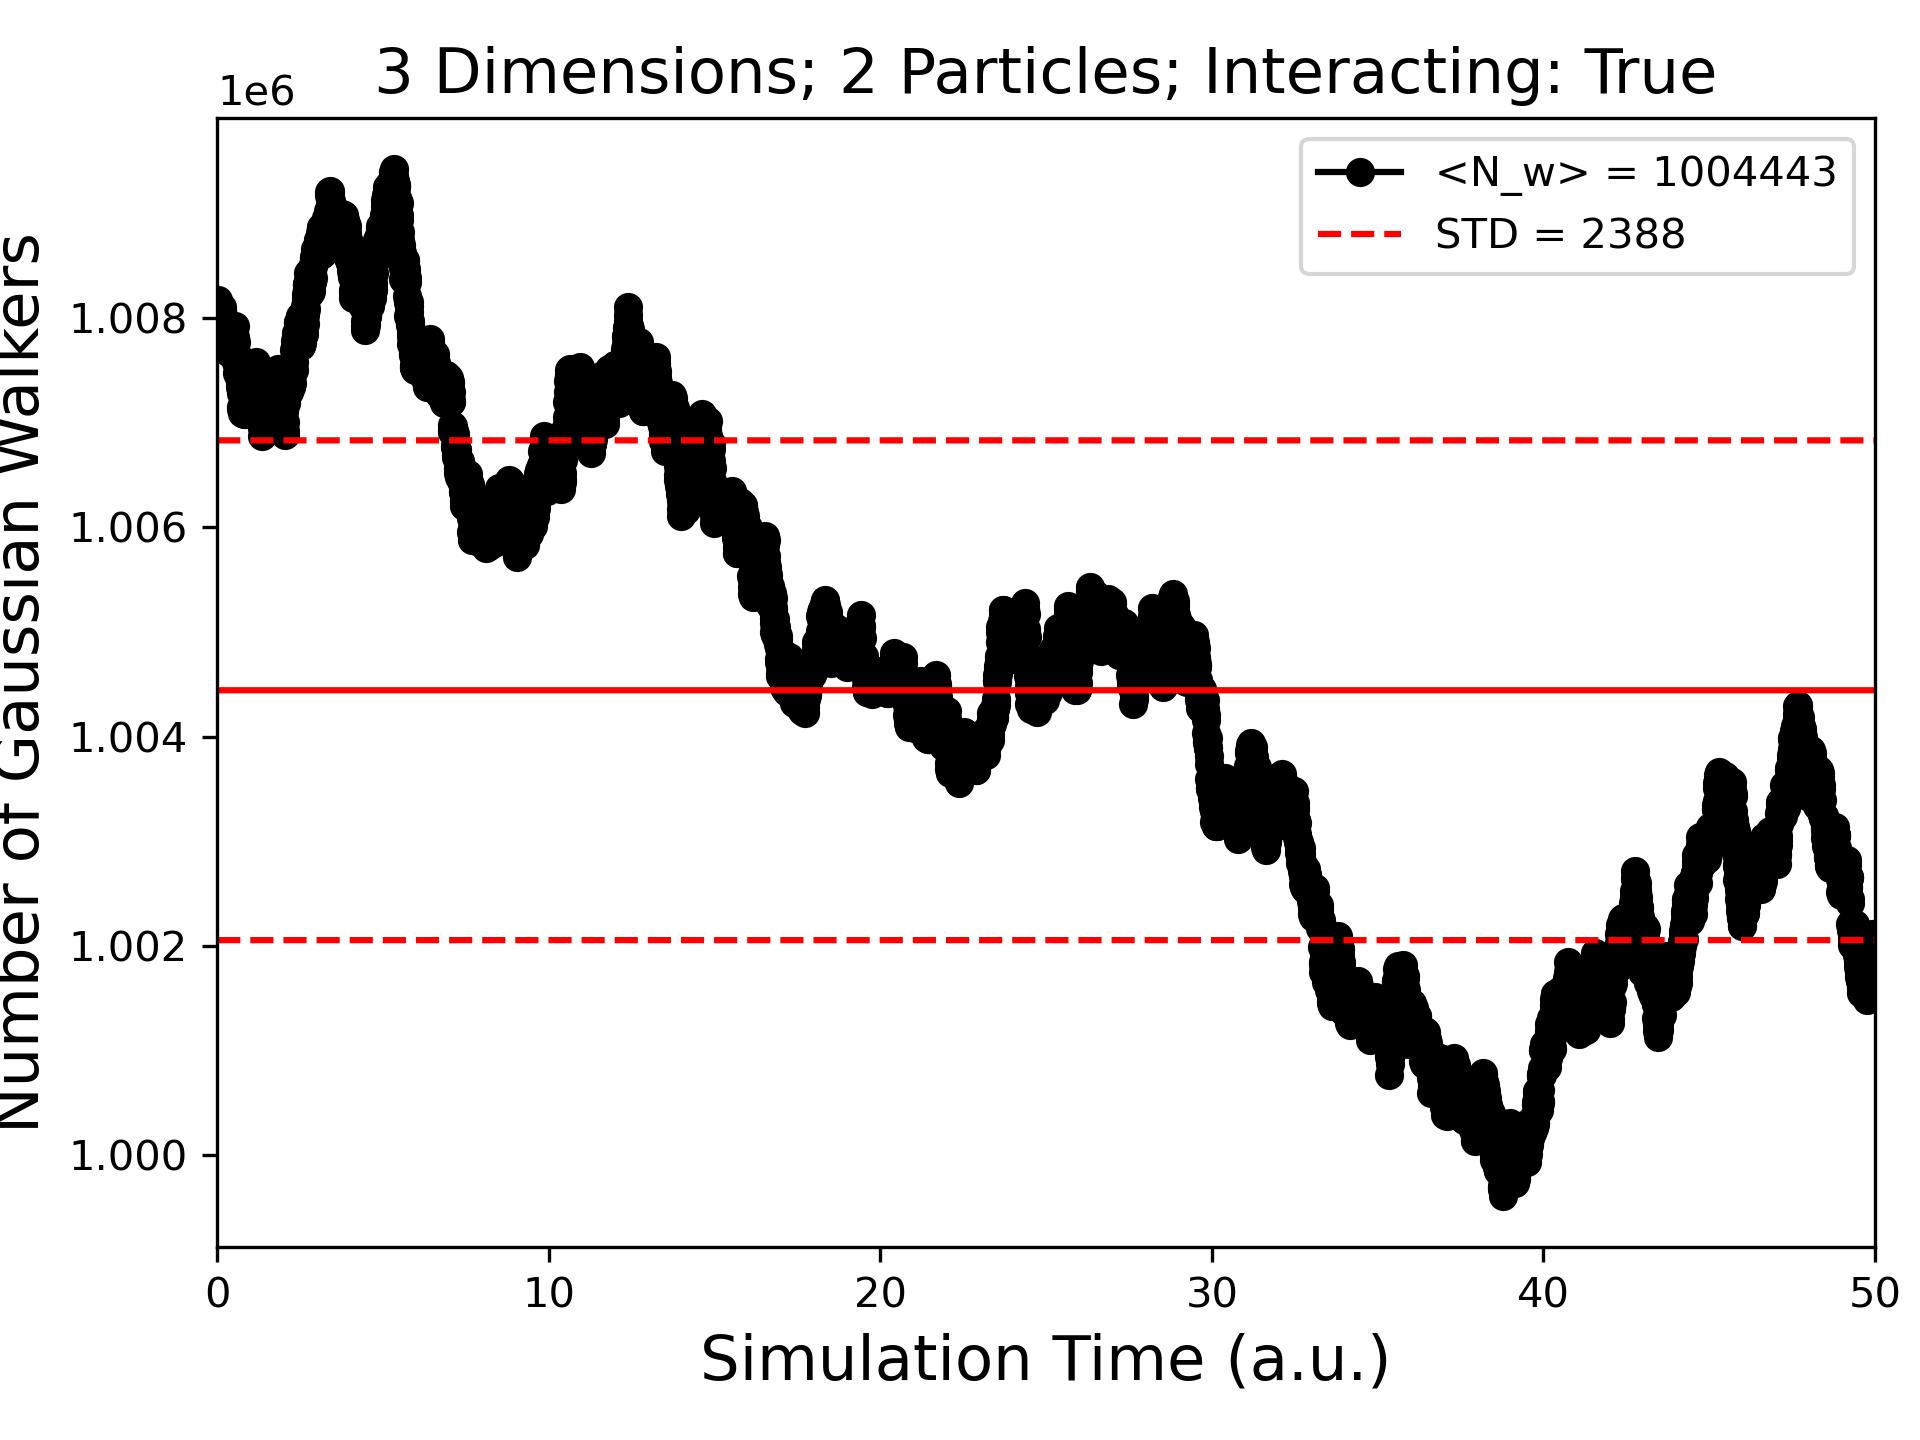 3 Dimensions; 2 Particles; Interacting: True
1e6
<N_w> = 1004443
STD = 2388
Number of Gaussian Walkers
1.008
1.006
1.004
1.002
1.000
0 10 20 30 40 50
Simulation Time (a.u.)